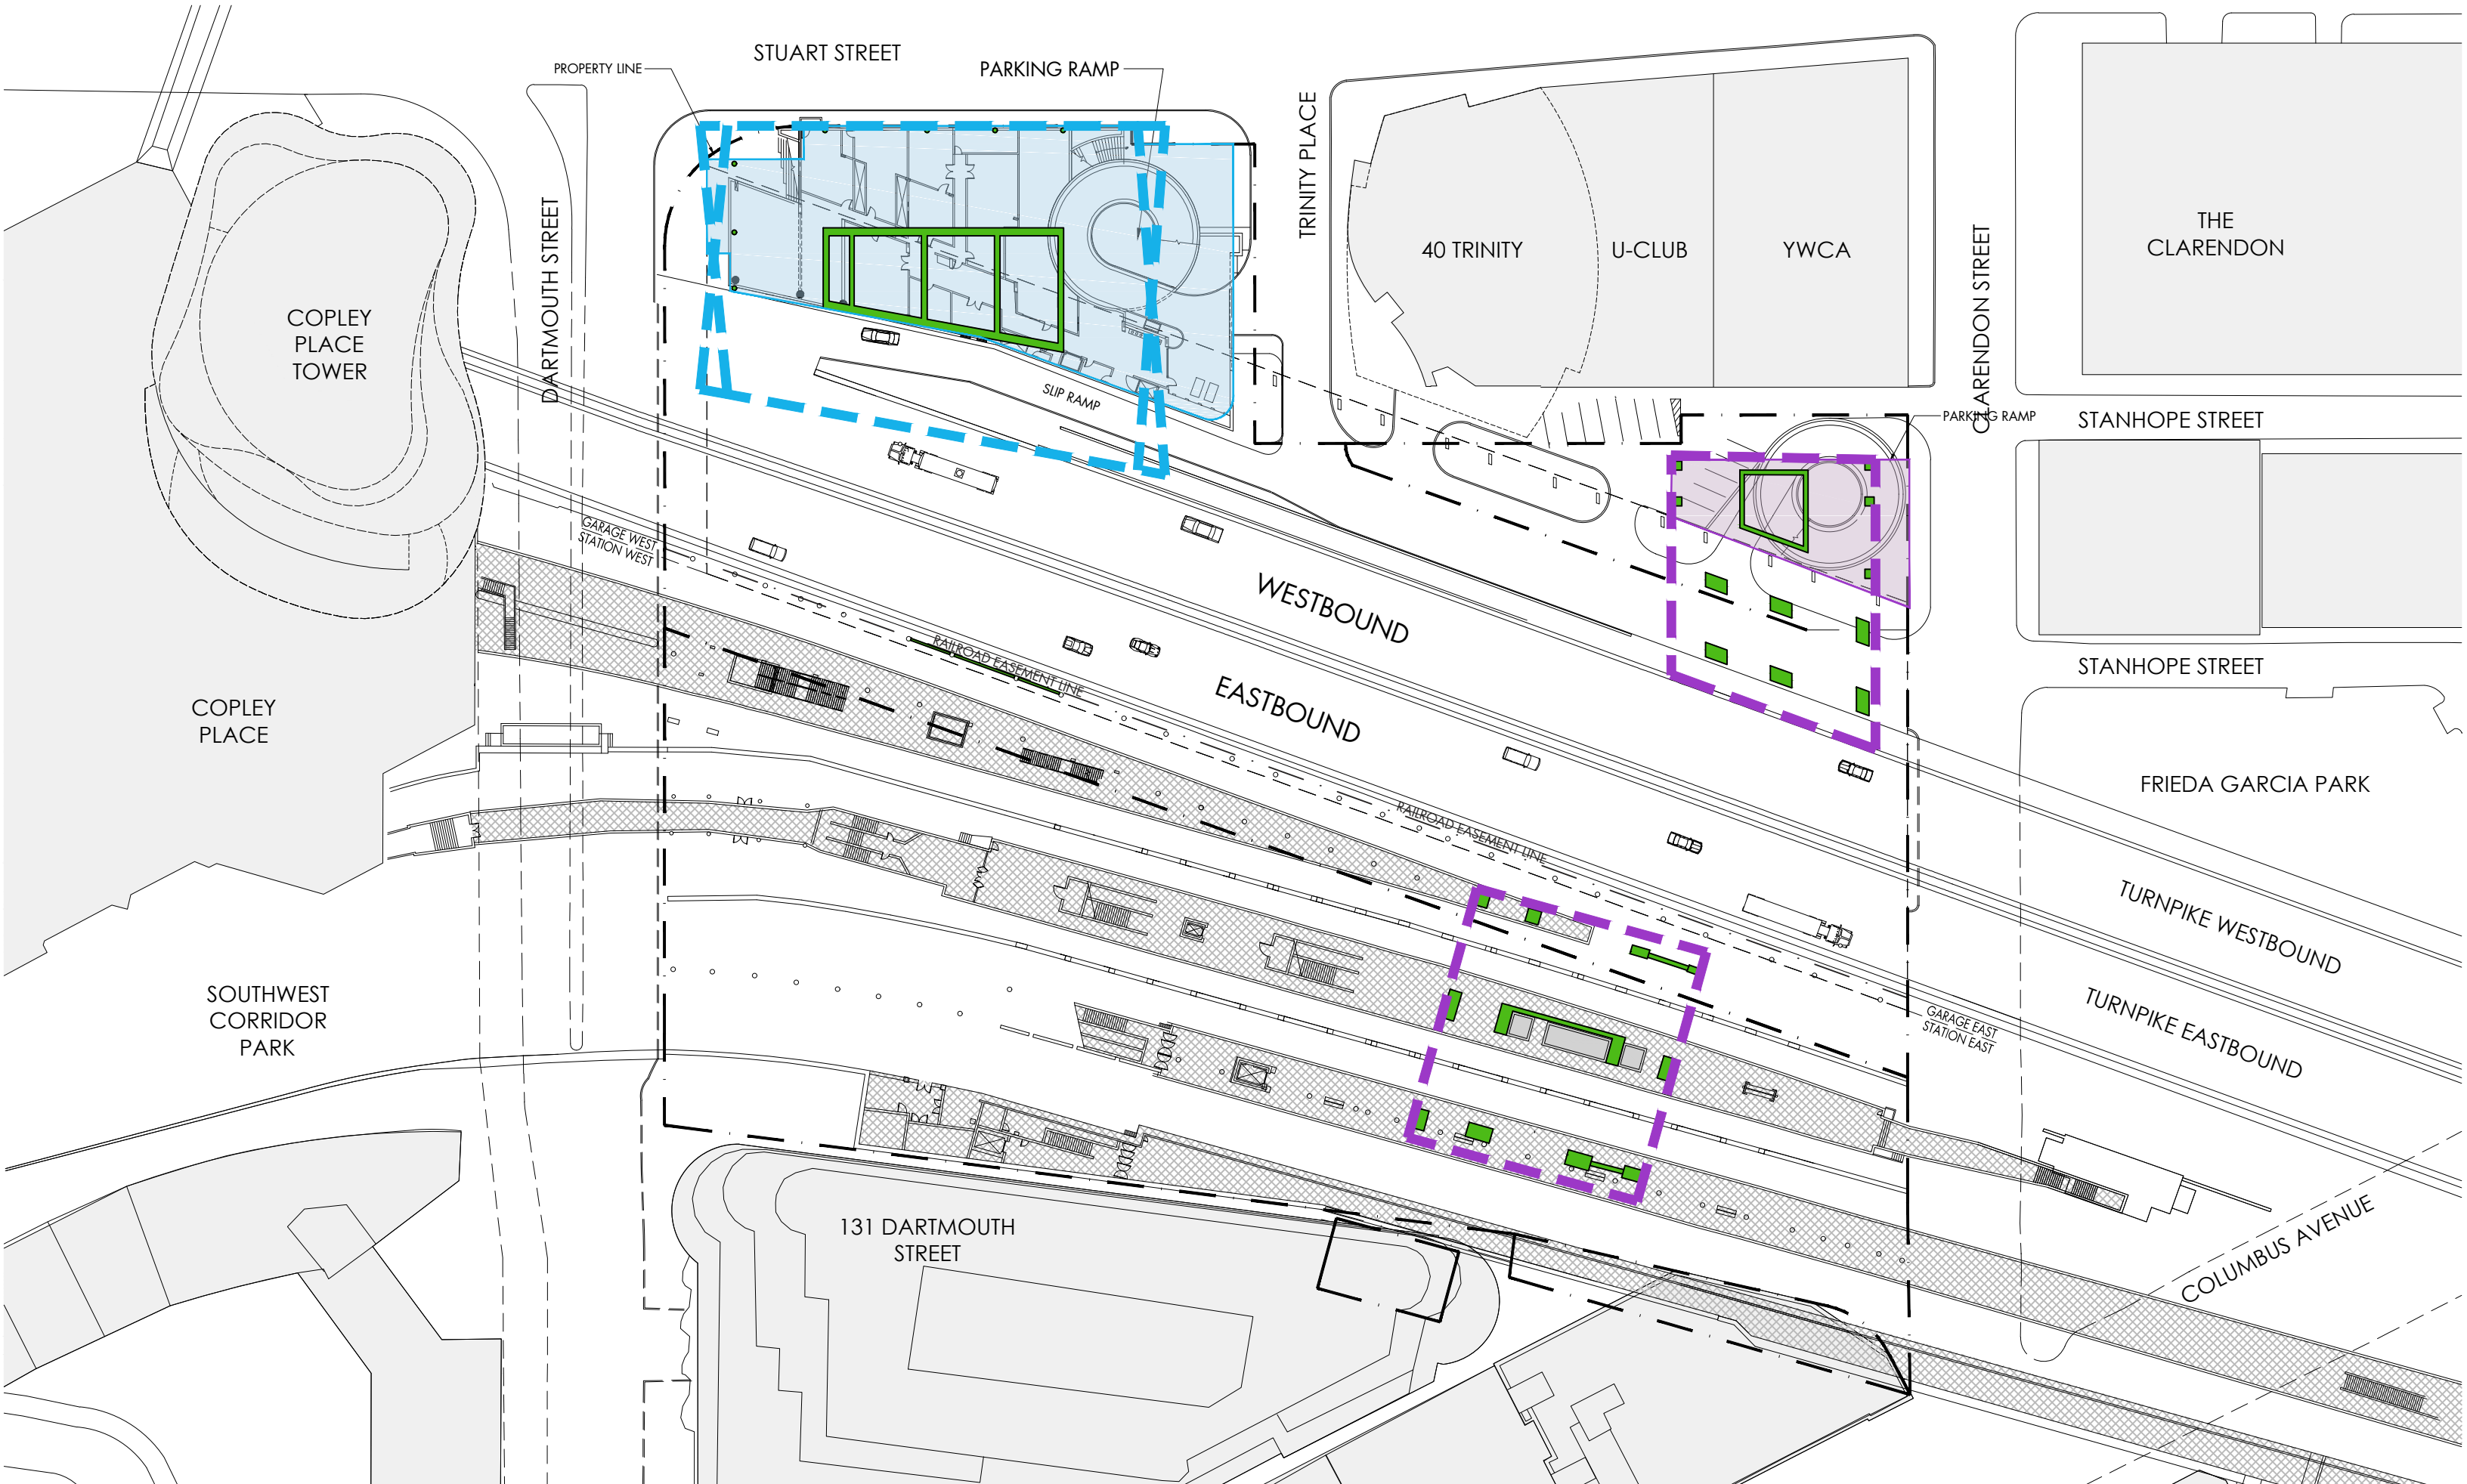 STUART STREET
PROPERTY LINE
PARKING RAMP
TRINITY PLACE
DARTMOUTH STREET
40 TRINITY
U-CLUB
YWCA
CLARENDON STREET
THE
CLARENDON
COPLEY
PLACE
TOWER
SLIP RAMP
PARKING RAMP
STANHOPE STREET
GARAGE WEST
STATION WEST
WESTBOUND
RAILROAD EASEMENT LINE
EASTBOUND
STANHOPE STREET
COPLEY
PLACE
FRIEDA GARCIA PARK
RAILROAD EASEMENT LINE
TURNPIKE WESTBOUND
SOUTHWEST
CORRIDOR
PARK
GARAGE EAST
STATION EAST
TURNPIKE EASTBOUND
131 DARTMOUTH
STREET
COLUMBUS AVENUE